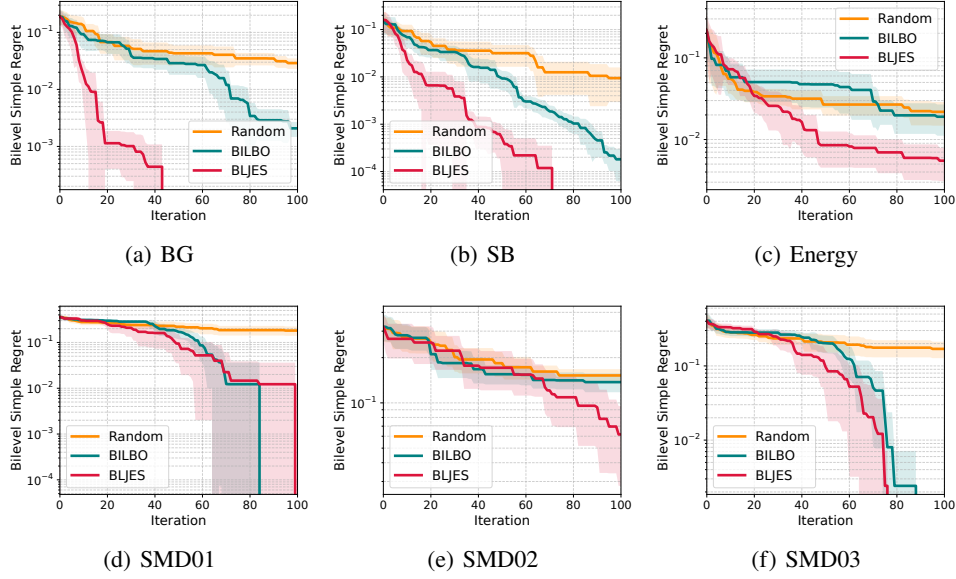 Bilevel Simple Regret
10⁻¹
10⁻²
10⁻³
Random
BILBO
BLJES
0 20 40 60 80 100
Iteration
(a) BG
Bilevel Simple Regret
10⁻¹
10⁻²
10⁻³
10⁻⁴
Random
BILBO
BLJES
0 20 40 60 80 100
Iteration
(b) SB
Bilevel Simple Regret
10⁻¹
10⁻²
Random
BILBO
BLJES
0 20 40 60 80 100
Iteration
(c) Energy
Bilevel Simple Regret
10⁻¹
10⁻²
10⁻³
10⁻⁴
Random
BILBO
BLJES
0 20 40 60 80 100
Iteration
(d) SMD01
Bilevel Simple Regret
10⁻¹
Random
BILBO
BLJES
0 20 40 60 80 100
Iteration
(e) SMD02
Bilevel Simple Regret
10⁻¹
10⁻²
Random
BILBO
BLJES
0 20 40 60 80 100
Iteration
(f) SMD03